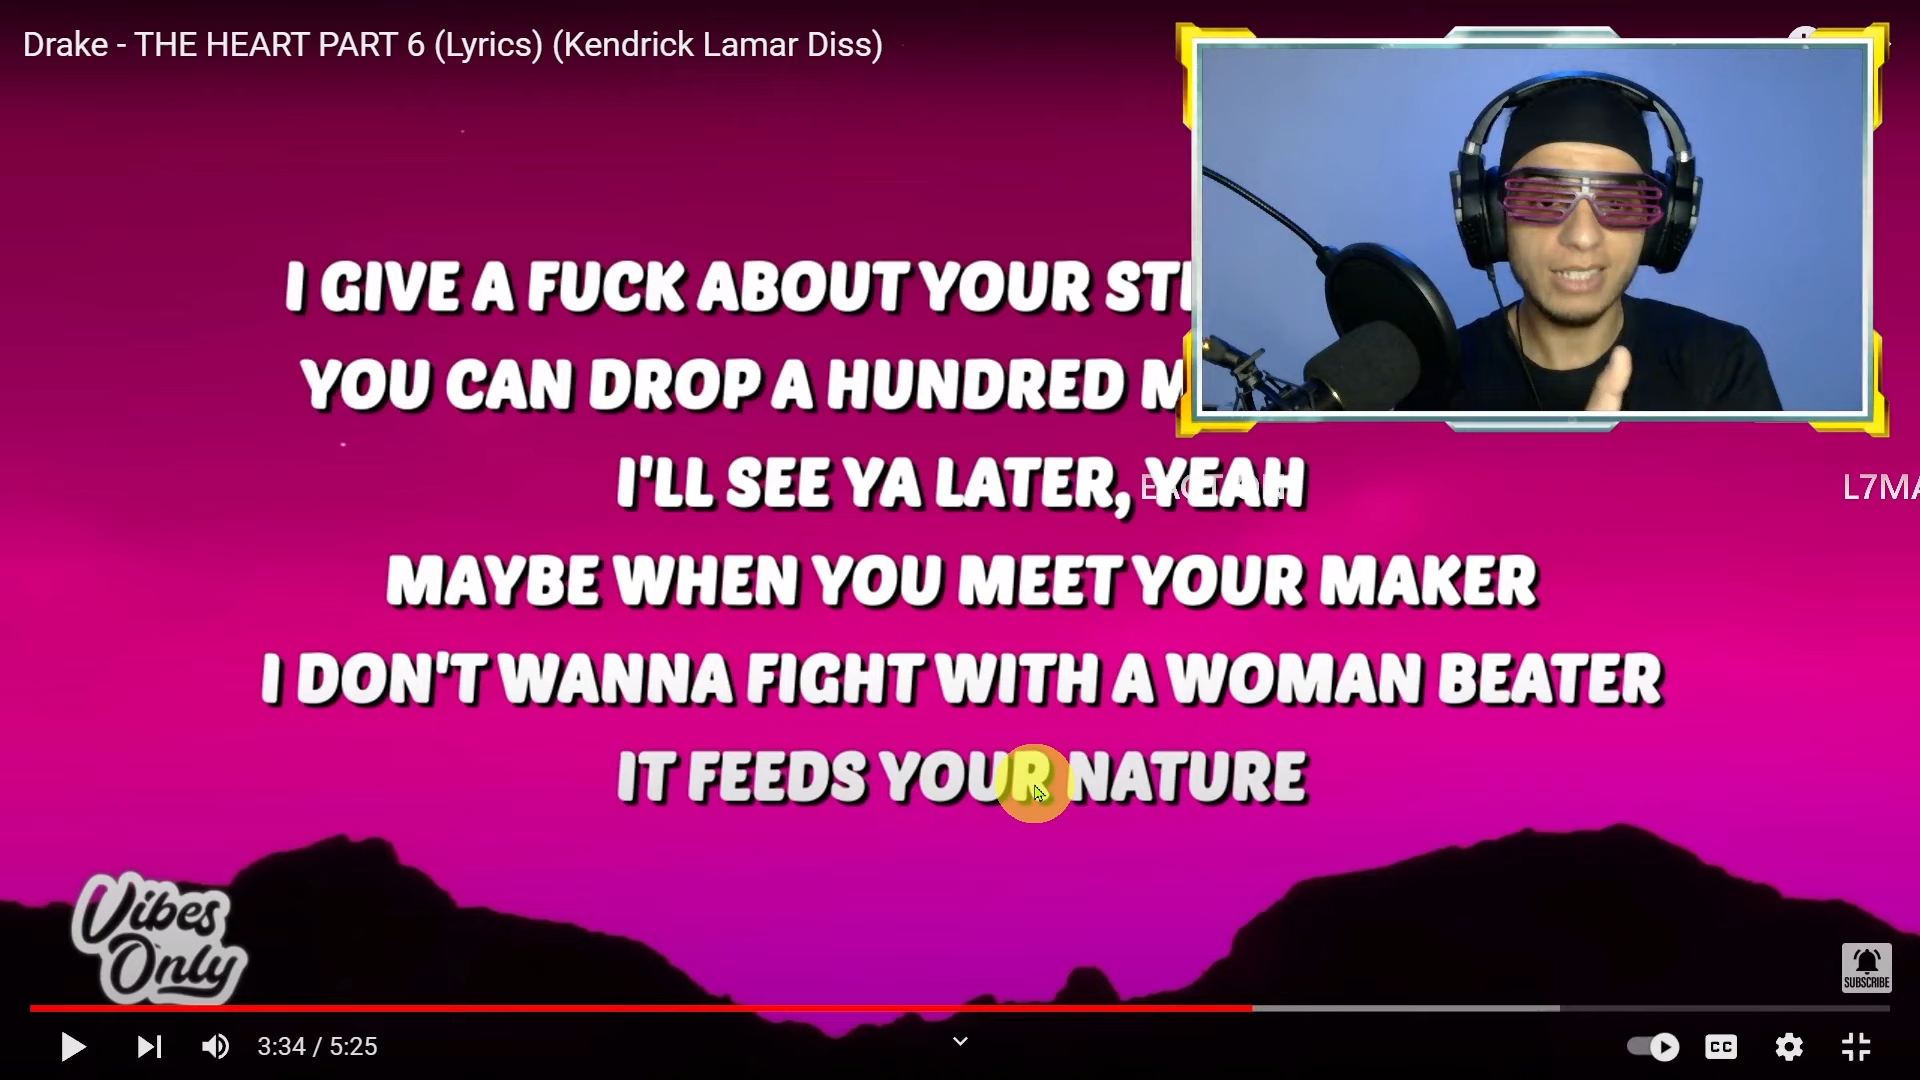 Drake - THE HEART PART 6 (Lyrics) (Kendrick Lamar Diss)
I GIVE A FUCK ABOUT YOUR
YOU CAN DROP A HUNDRED
I'LL SEE YA LATER, YEAH
L7MA
MAYBE WHEN YOU MEET YOUR MAKER
I DON'T WANNA FIGHT WITH A WOMAN BEATER
IT FEEDS YOUR NATURE
Vibes
Only
SUBSCRIBE
3:34 / 5:25
CC